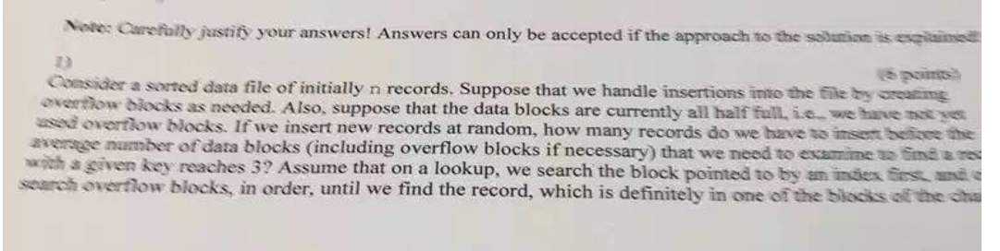 Note: Carefully justify your answers! Answers can only be accepted if the approach to the solution is explained
1) (6 points)
Consider a sorted data file of initially n records. Suppose that we handle insertions into the file by creating
overflow blocks as needed. Also, suppose that the data blocks are currently all half full, i.e., we have not yet
used overflow blocks. If we insert new records at random, how many records do we have to insert before the
average number of data blocks (including overflow blocks if necessary) that we need to examine to find a
with a given key reaches 3? Assume that on a lookup, we search the block pointed to by an index first, and
search overflow blocks, in order, until we find the record, which is definitely in one of the blocks of the